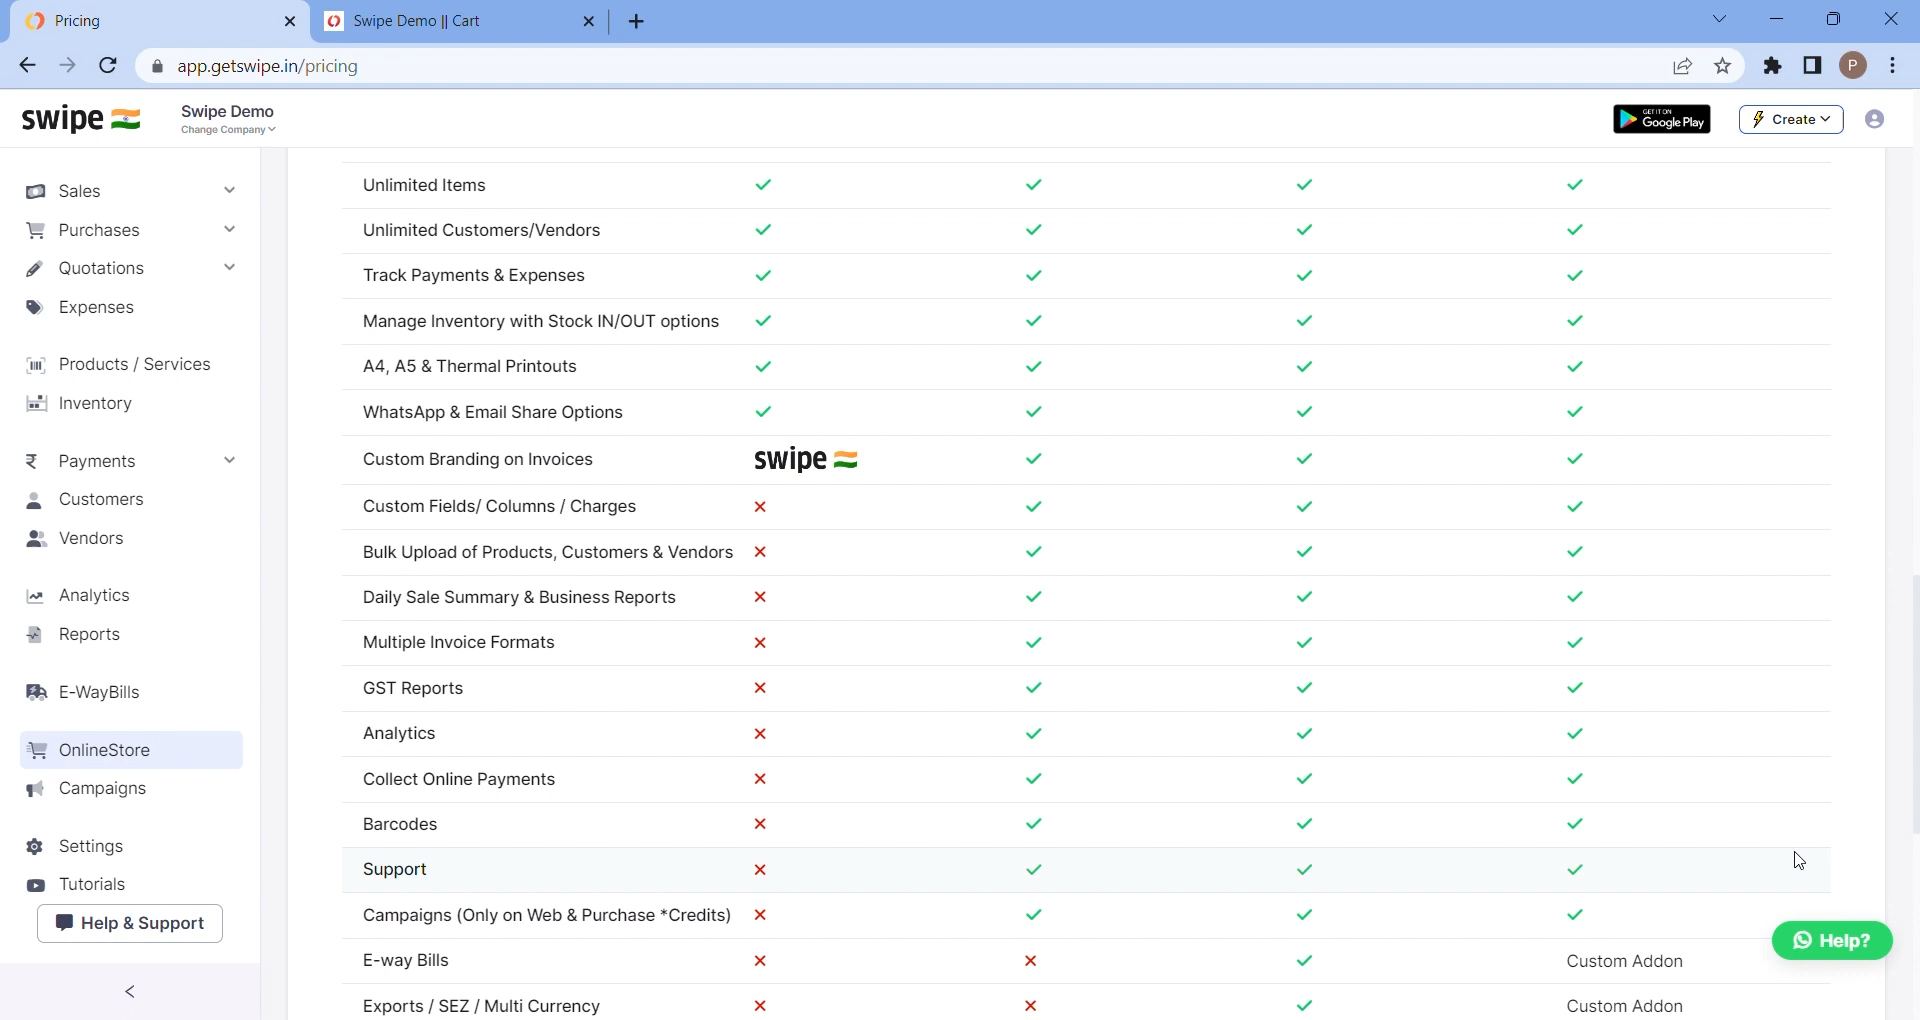 Pricing
Swipe Demo || Cart
app.getswipe.in/pricing
P
swipe
Swipe Demo
Change Company
GET IT ON
Google Play
Create
Sales
Purchases
Quotations
Expenses
Products / Services
Inventory
Payments
Customers
Vendors
Analytics
Reports
E-WayBills
OnlineStore
Campaigns
Settings
Tutorials
Help & Support
Unlimited Items
Unlimited Customers/Vendors
Track Payments & Expenses
Manage Inventory with Stock IN/OUT options
A4, A5 & Thermal Printouts
WhatsApp & Email Share Options
Custom Branding on Invoices swipe
Custom Fields/ Columns / Charges
Bulk Upload of Products, Customers & Vendors
Daily Sale Summary & Business Reports
Multiple Invoice Formats
GST Reports
Analytics
Collect Online Payments
Barcodes
Support
Campaigns (Only on Web & Purchase *Credits)
E-way Bills Custom Addon
Exports / SEZ / Multi Currency Custom Addon
Help?